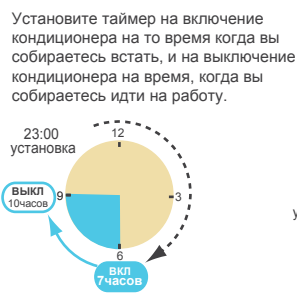 Установите таймер на включение
кондиционера на то время когда вы
собираетесь встать, и на выключение
кондиционера на время, когда вы
собираетесь идти на работу.
23:00
установка
12
ВЫКЛ
10часов
9
3
6
ВКЛ
7часов
у